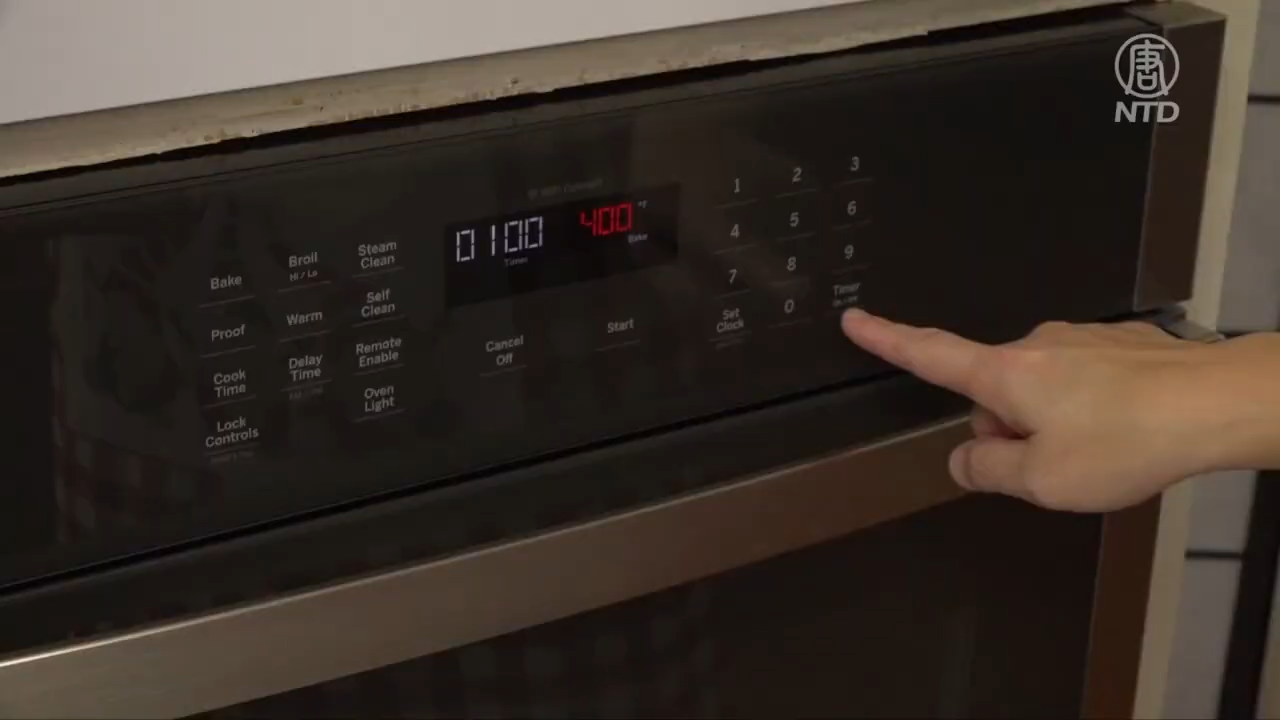 唐
NTD
0100
Timer
400 °F
Bake
Bake
Broil
Hi / Lo
Steam
Clean
Proof
Warm
Self
Clean
Cook
Time
Delay
Time
Remote
Enable
Lock
Controls
Oven
Light
Cancel
Off
Start
1 2 3
4 5 6
7 8 9
Set
Clock
0
Timer